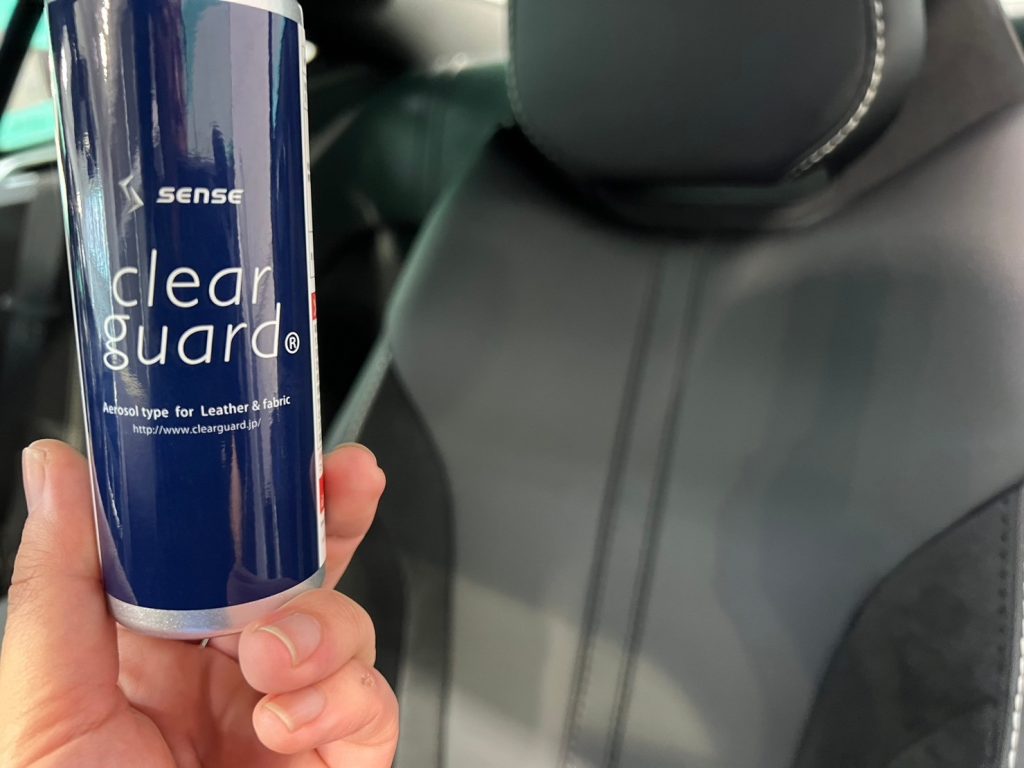 SENSE
clear
guard®
Aerosol type for Leather & fabric
http://www.clearguard.jp/